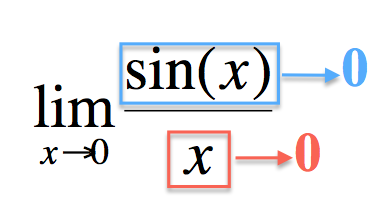 lim sin(x) → 0
x→0 x → 0